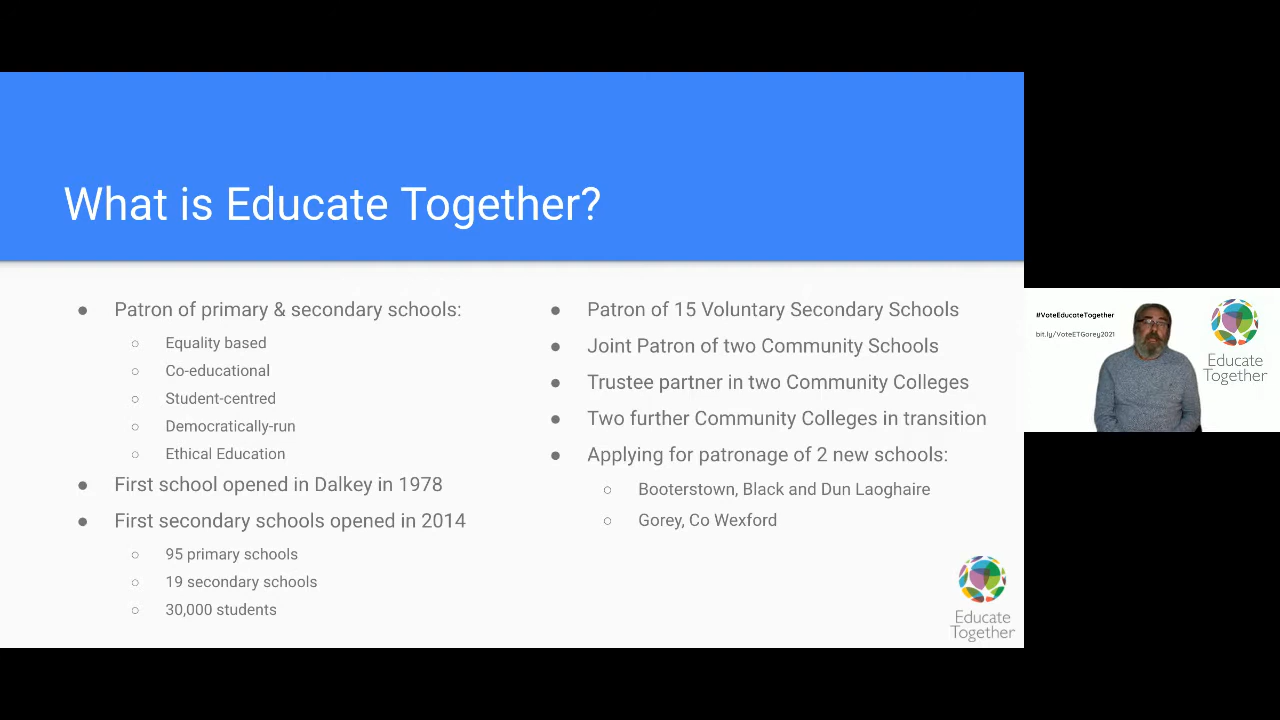 What is Educate Together?
Patron of primary & secondary schools:
Equality based
Co-educational
Student-centred
Democratically-run
Ethical Education
First school opened in Dalkey in 1978
First secondary schools opened in 2014
95 primary schools
19 secondary schools
30,000 students
Patron of 15 Voluntary Secondary Schools
Joint Patron of two Community Schools
Trustee partner in two Community Colleges
Two further Community Colleges in transition
Applying for patronage of 2 new schools:
Booterstown, Black and Dun Laoghaire
Gorey, Co Wexford
Educate
Together
#VoteEducateTogether
bit.ly/VoteETGorey2021
Educate
Together